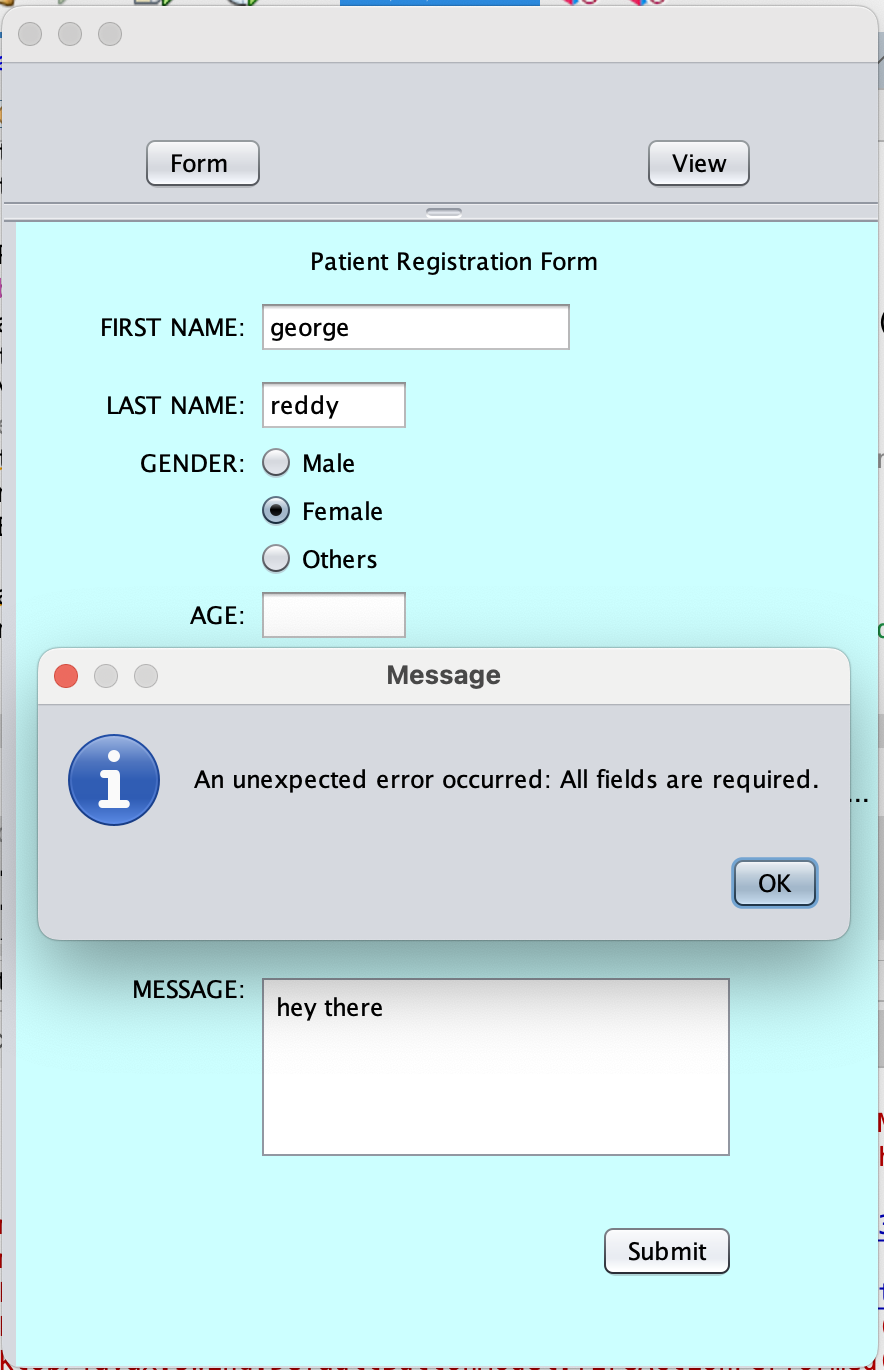 Form
View
Patient Registration Form
FIRST NAME: george
LAST NAME: reddy
GENDER: Male
Female
Others
AGE:
Message
An unexpected error occurred: All fields are required.
...
OK
MESSAGE: hey there
Submit